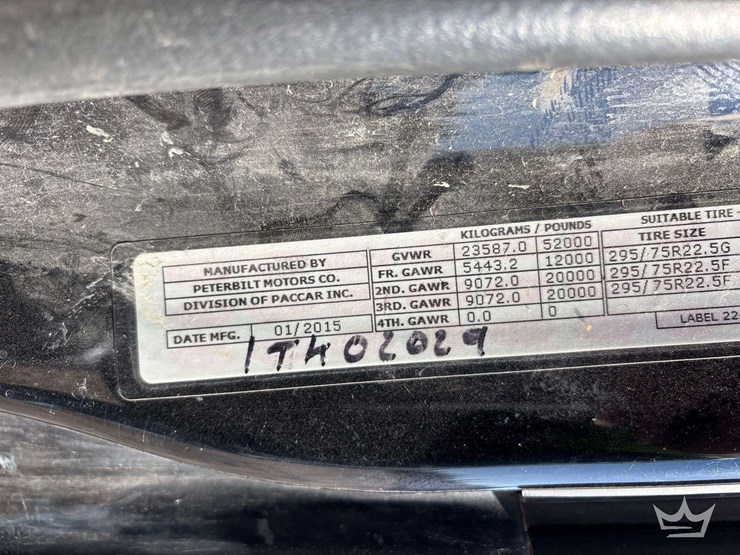 KILOGRAMS / POUNDS SUITABLE TIRE -
MANUFACTURED BY GVWR 23587.0 52000 TIRE SIZE
PETERBILT MOTORS CO. FR. GAWR 5443.2 12000 295/75R22.5G
DIVISION OF PACCAR INC. 2ND. GAWR 9072.0 20000 295/75R22.5F
3RD. GAWR 9072.0 20000 295/75R22.5F
DATE MFG. 01/2015 4TH. GAWR 0.0 0
LABEL 22
1T402029